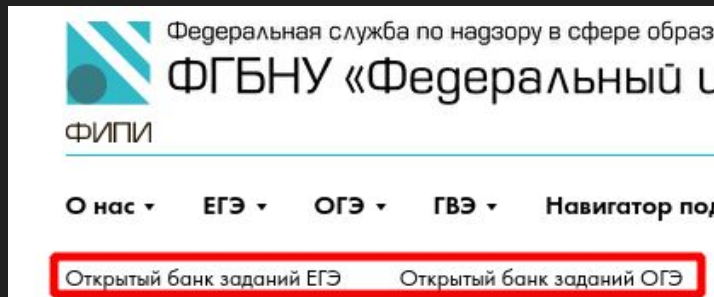 Федеральная служба по надзору в сфере образ
ФГБНУ «Федеральный
ФИПИ
О нас ЕГЭ ОГЭ ГВЭ Навигатор
Открытый банк заданий ЕГЭ Открытый банк заданий ОГЭ